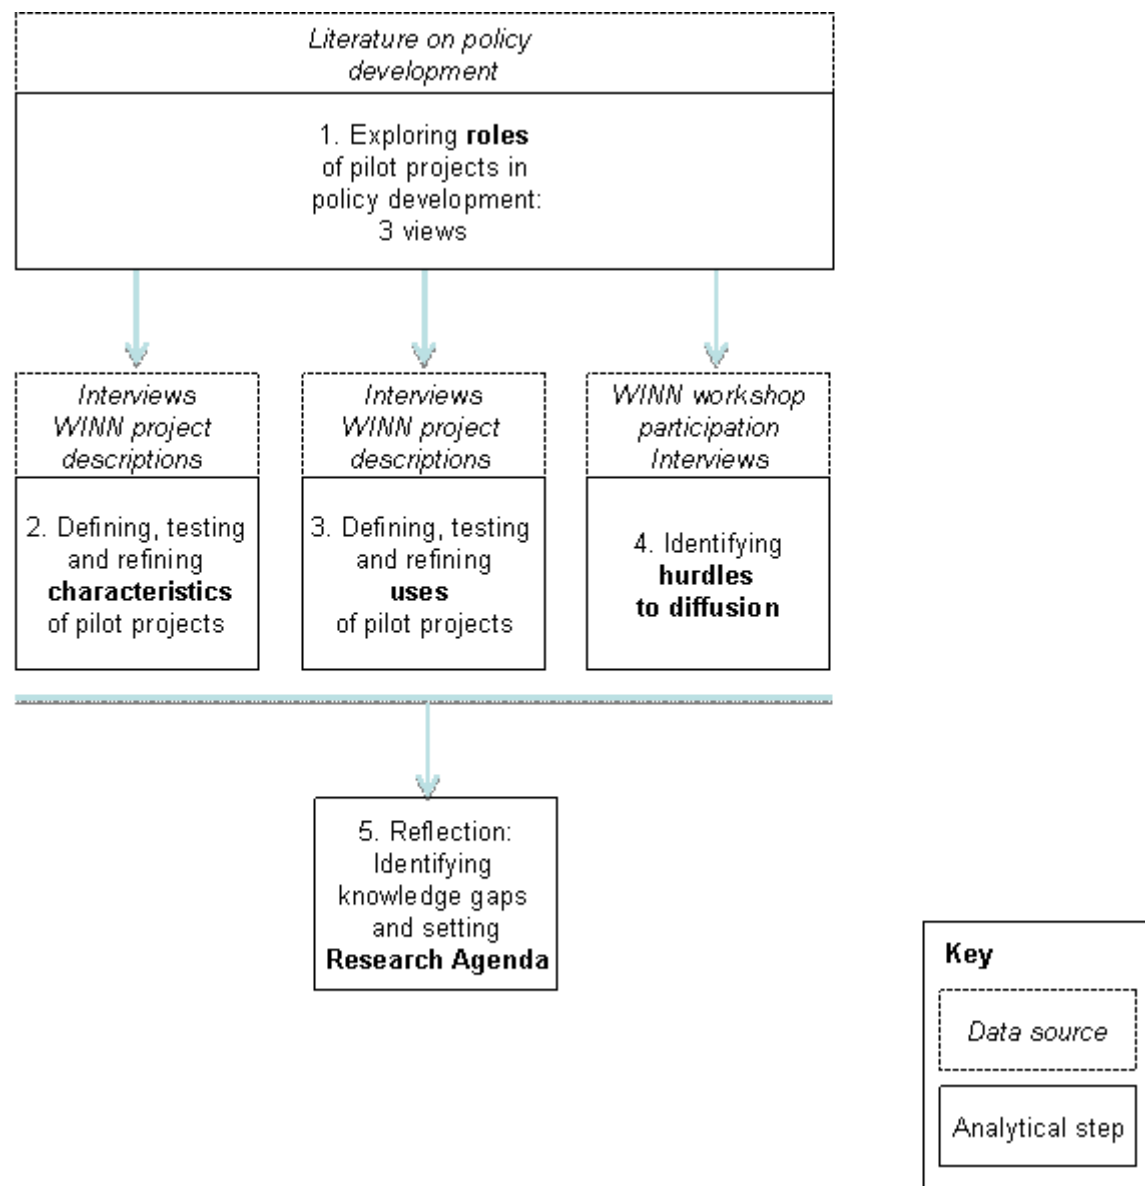 Literature on policy
development
1. Exploring roles
of pilot projects in
policy development:
3 views
Interviews
WINN project
descriptions
2. Defining, testing
and refining
characteristics
of pilot projects
Interviews
WINN project
descriptions
3. Defining, testing
and refining
uses
of pilot projects
WINN workshop
participation
Interviews
4. Identifying
hurdles
to diffusion
5. Reflection:
Identifying
knowledge gaps
and setting
Research Agenda
Key
Data source
Analytical step